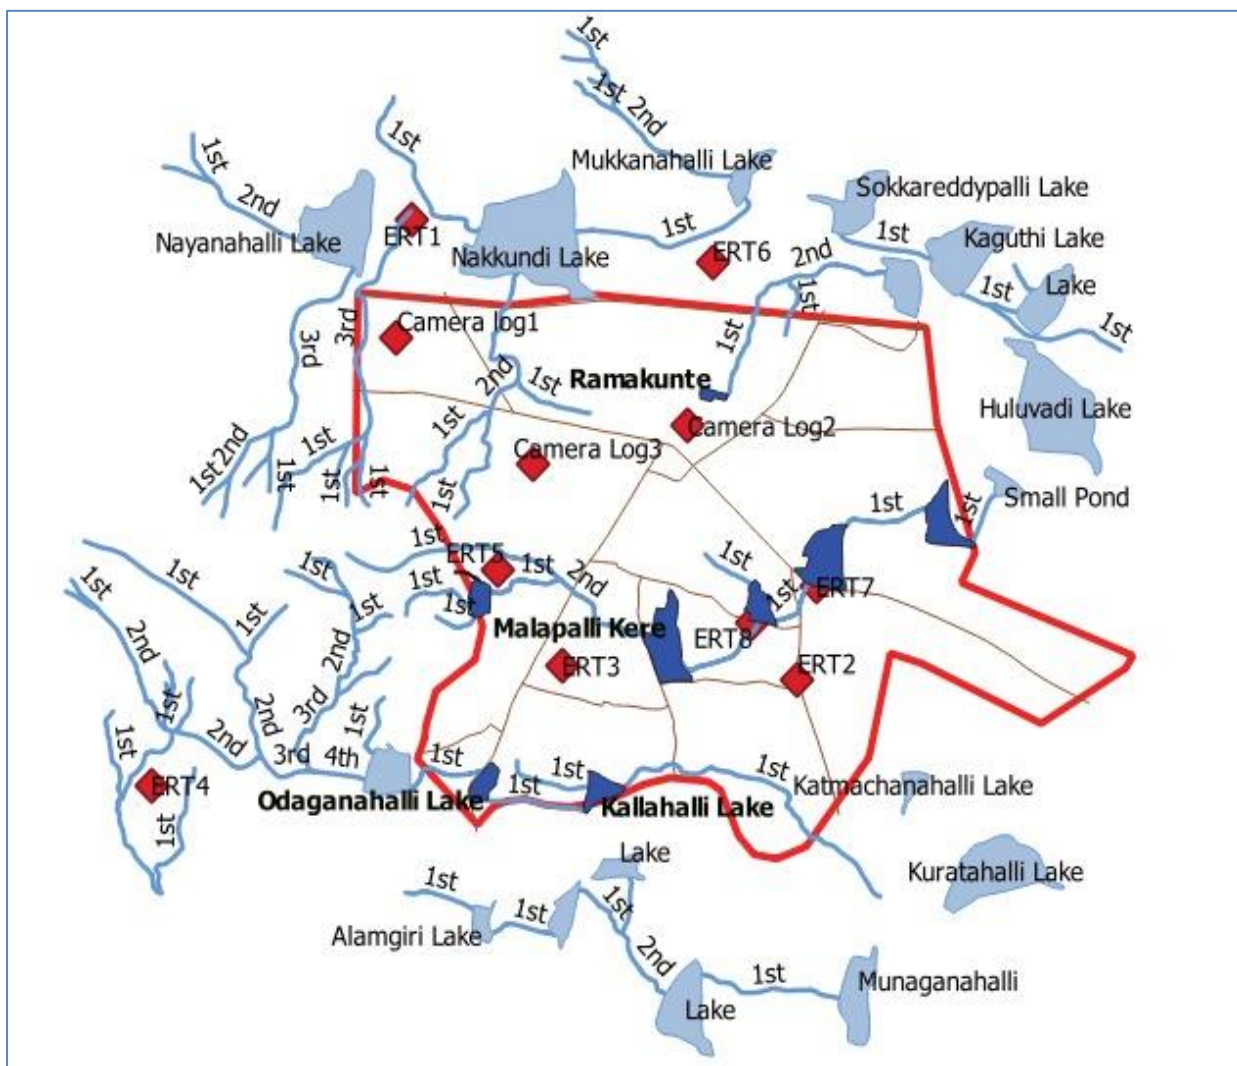 1st
1st
2nd
1st
Mukkanahalli Lake
1st
2nd
Sokkareddypalli Lake
Nayanahalli Lake
ERT1
Nakkundi Lake
1st
ERT6
2nd
1st
Kaguthi Lake
1st
Lake
1st
1st
1st
Camera log1
3rd
3rd
2nd
1st
Ramakunte
Huluvadi Lake
1st
Camera Log2
Camera Log3
1st
2nd
1st
1st
1st
1st
1st
1st
1st
Small Pond
1st
ERT5
1st
1st
1st
1st
1st
2nd
1st
1st
ERT7
1st
1st
1st
1st
Malapalli Kere
ERT8
2nd
2nd
ERT3
ERT2
1st
3rd
2nd
1st
1st
2nd
3rd
4th
1st
1st
1st
ERT4
Katmachanahalli Lake
Odaganahalli Lake
1st
Kallahalli Lake
1st
Lake
Kuratahalli Lake
1st
1st
1st
Alamgiri Lake
2nd
1st
Munaganahalli
Lake